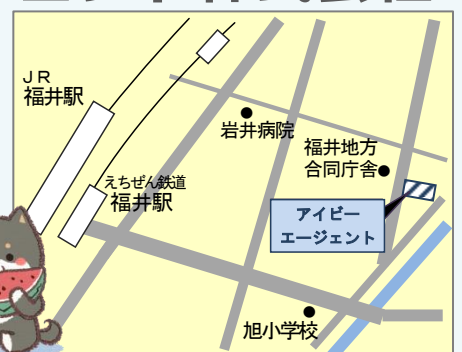 JR
福井駅
岩井病院
福井地方
合同庁舎
えちぜん鉄道
福井駅
アイビー
エージェント
旭小学校